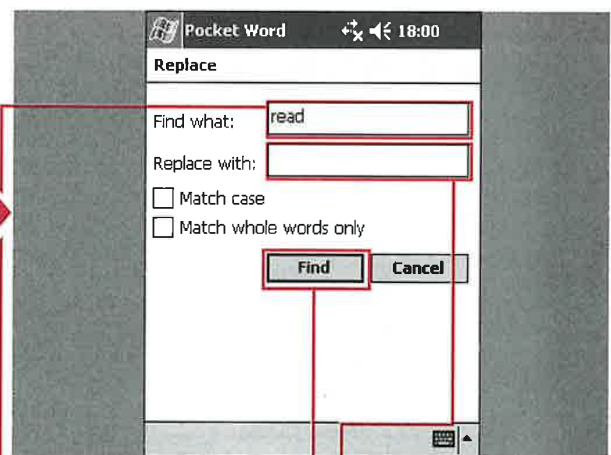 Pocket Word 18:00
Replace
Find what: read
Replace with:
Match case
Match whole words only
Find Cancel